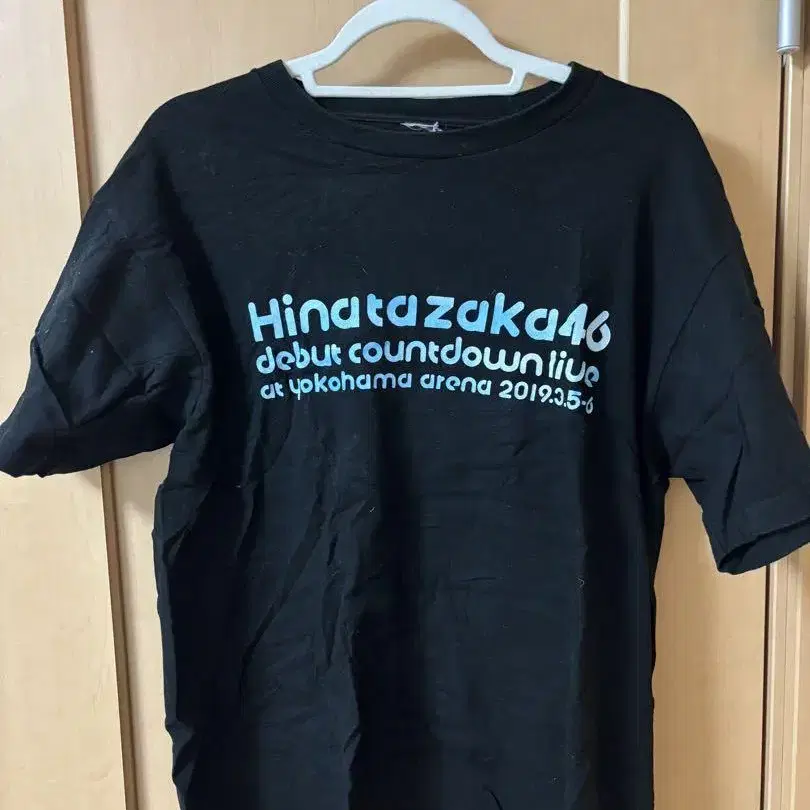 Hinatazaka46
debut countdown live
at yokohama arena 2019.3.5-6